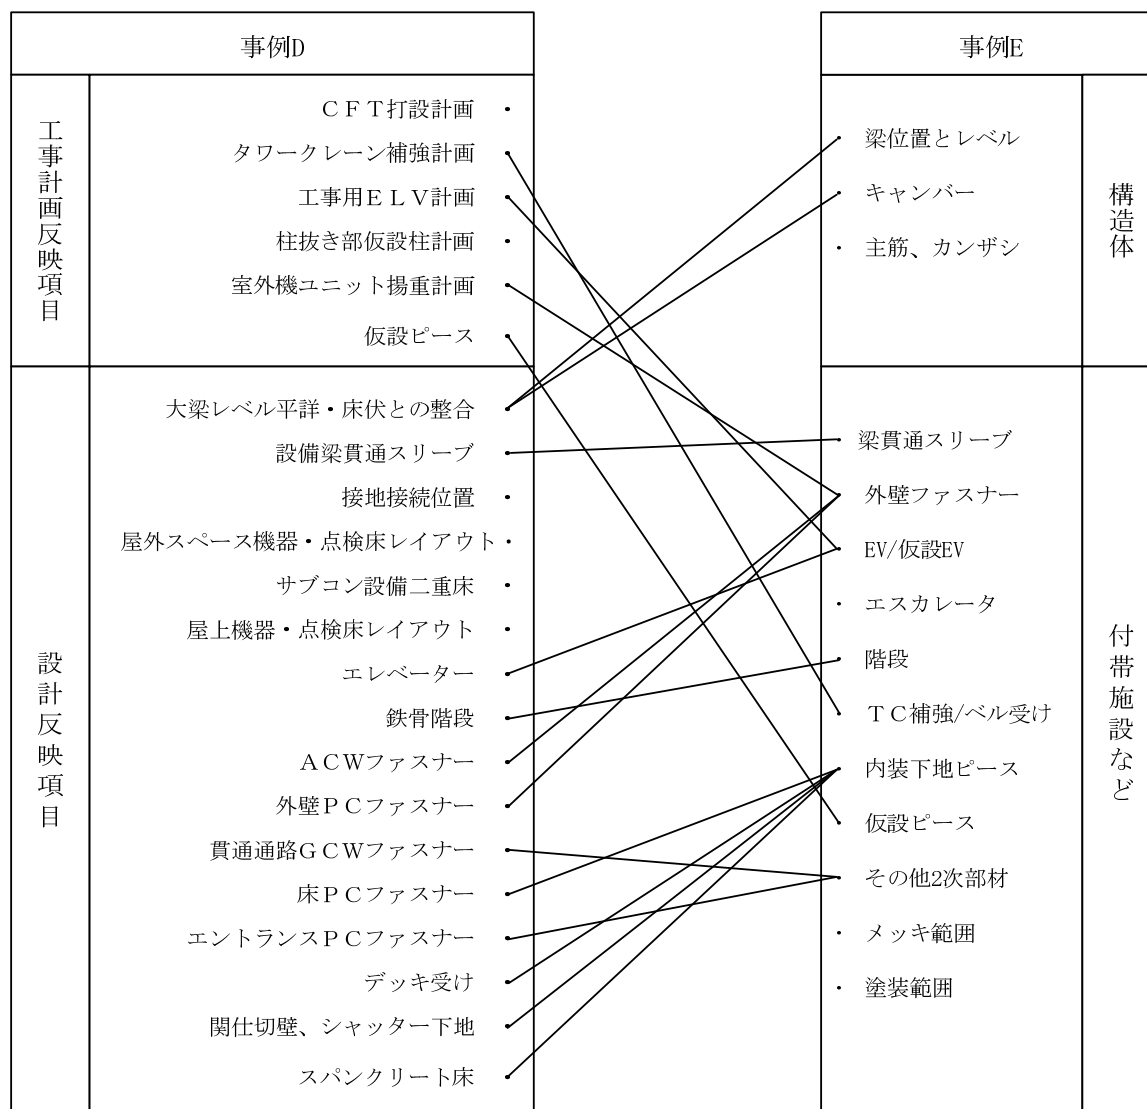 事例D
工事計画反映項目
ＣＦＴ打設計画
タワークレーン補強計画
工事用ＥＬＶ計画
柱抜き部仮設柱計画
室外機ユニット揚重計画
仮設ピース
設計反映項目
大梁レベル平詳・床伏との整合
設備梁貫通スリーブ
接地接続位置
屋外スペース機器・点検床レイアウト
サブコン設備二重床
屋上機器・点検床レイアウト
エレベーター
鉄骨階段
ＡＣＷファスナー
外壁ＰＣファスナー
貫通通路ＧＣＷファスナー
床ＰＣファスナー
エントランスＰＣファスナー
デッキ受け
関仕切壁、シャッター下地
スパンクリート床
事例E
梁位置とレベル
キャンバー
主筋、カンザシ
構造体
梁貫通スリーブ
外壁ファスナー
EV/仮設EV
エスカレータ
階段
ＴＣ補強/ベル受け
内装下地ピース
仮設ピース
その他2次部材
メッキ範囲
塗装範囲
付帯施設など